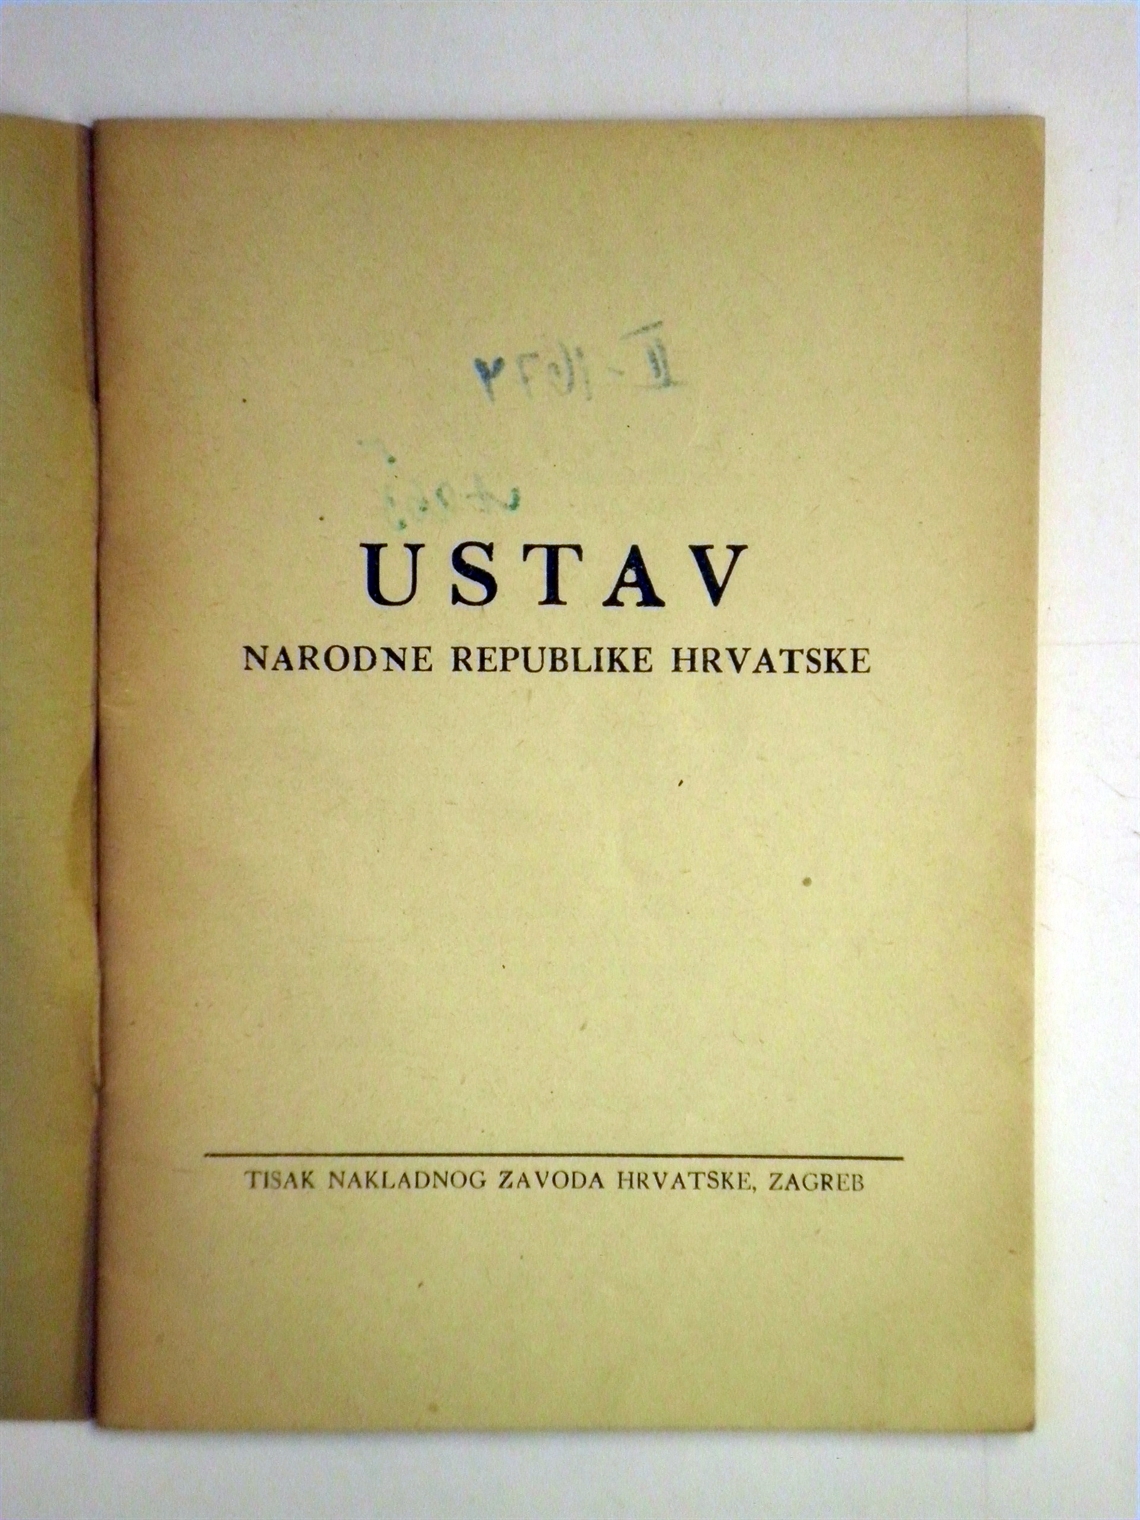 USTAV
NARODNE REPUBLIKE HRVATSKE
TISAK NAKLADNOG ZAVODA HRVATSKE, ZAGREB